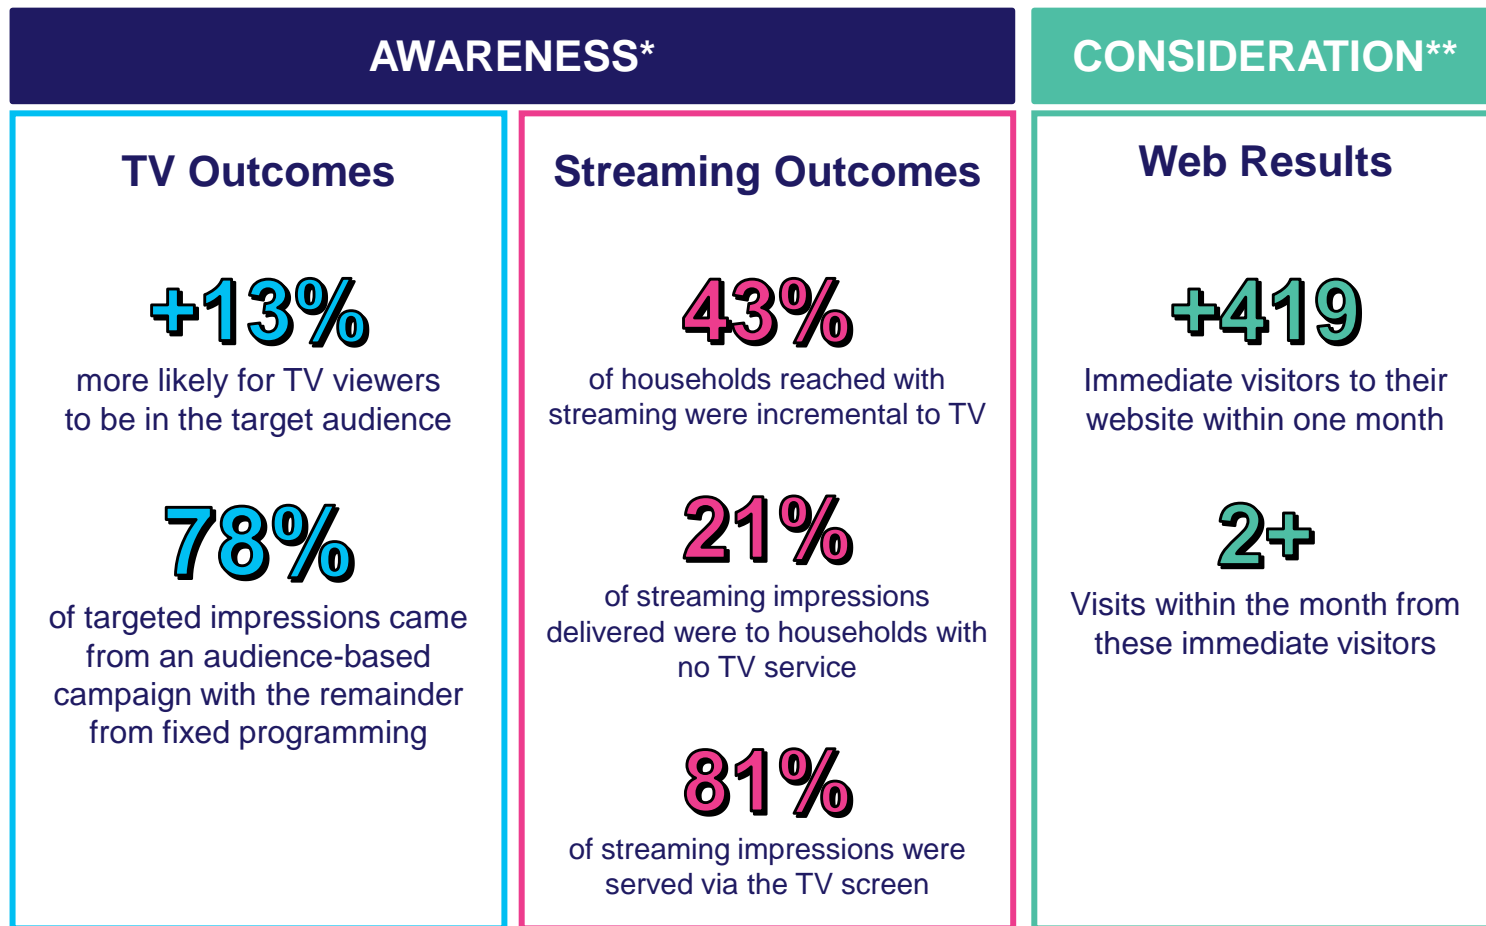 AWARENESS*
TV Outcomes
+13%
more likely for TV viewers
to be in the target audience
78%
of targeted impressions came
from an audience-based
campaign with the remainder
from fixed programming
Streaming Outcomes
43%
of households reached with
streaming were incremental to TV
21%
of streaming impressions
delivered were to households with
no TV service
81%
of streaming impressions were
served via the TV screen
CONSIDERATION**
Web Results
+419
Immediate visitors to their
website within one month
2+
Visits within the month from
these immediate visitors